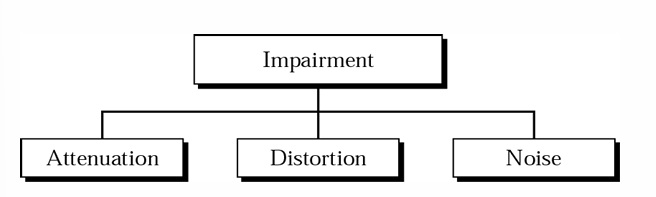 Impairment
Attenuation
Distortion
Noise